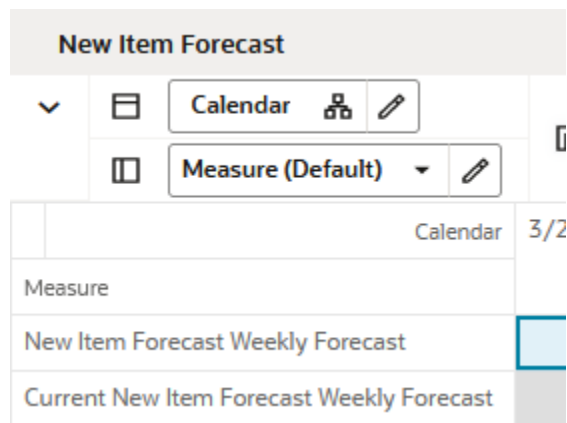 New Item Forecast
Calendar
Measure (Default)
Calendar
3/2
Measure
New Item Forecast Weekly Forecast
Current New Item Forecast Weekly Forecast